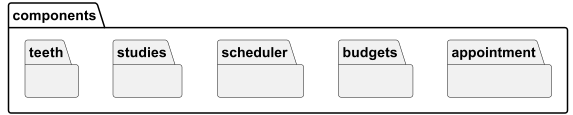 components
teeth studies scheduler budgets appointment